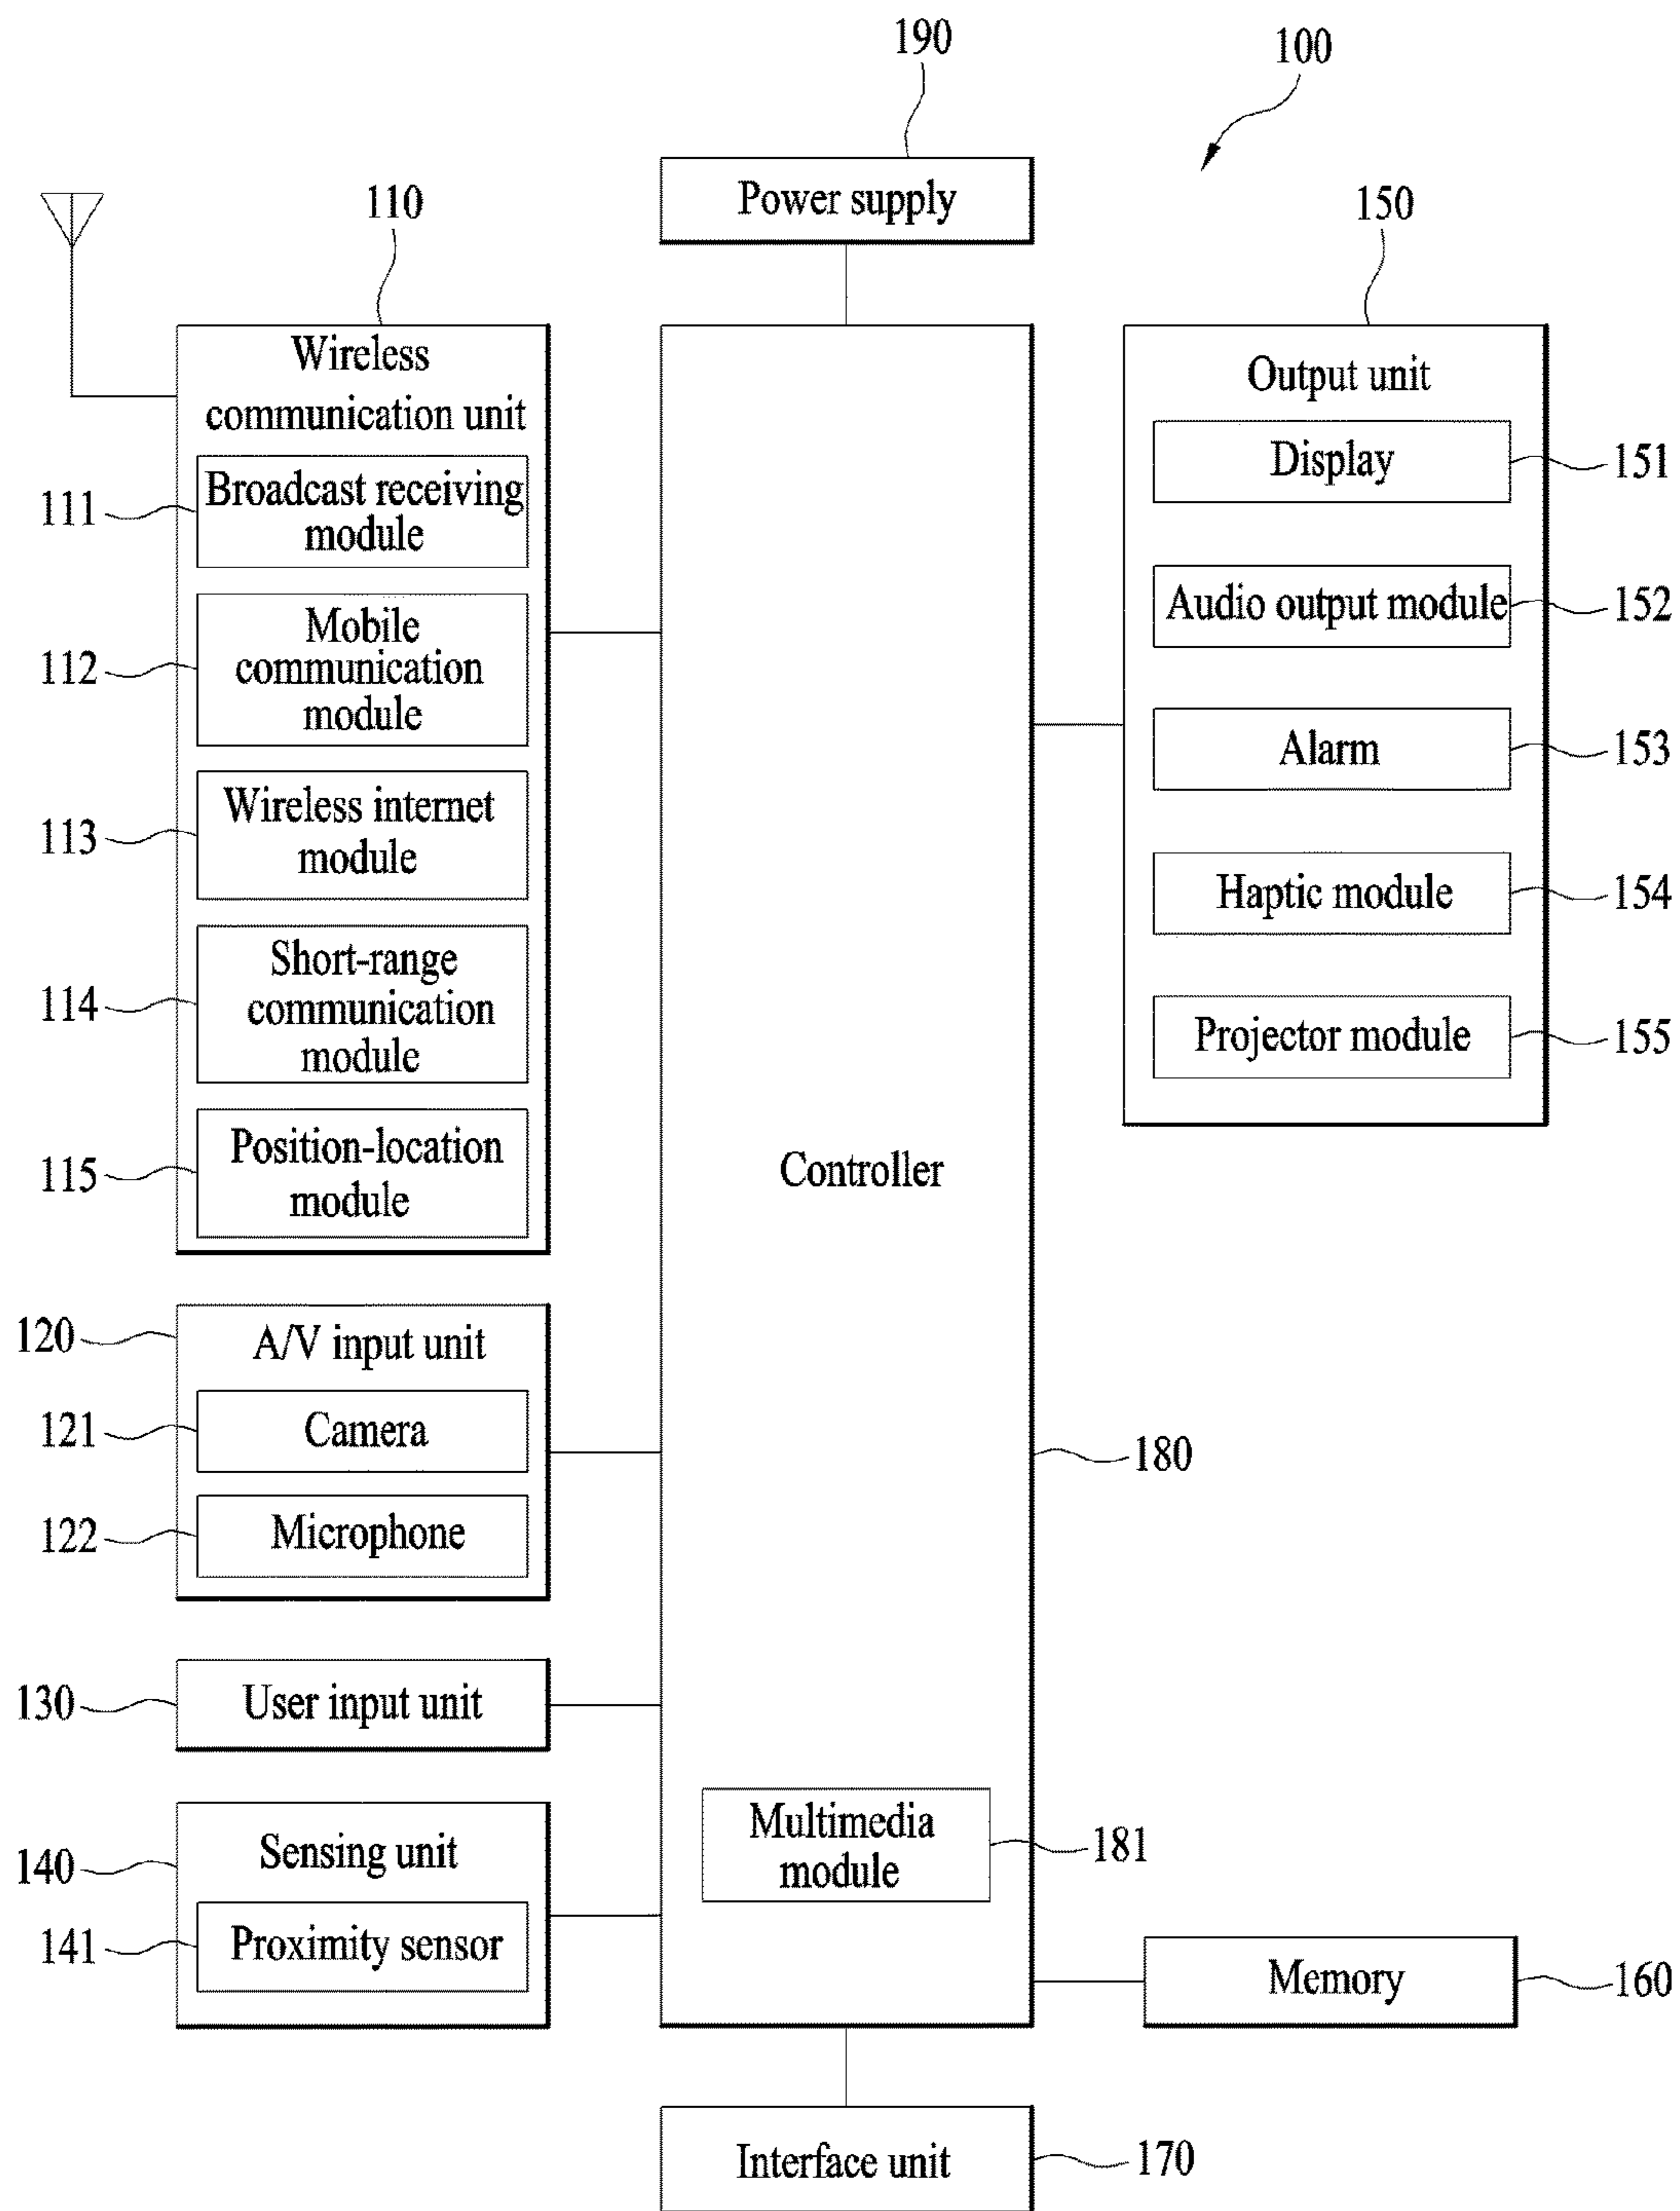 190
100
Power supply
110
150
Wireless
communication unit
Output unit
111
Broadcast receiving
module
Display
151
112
Mobile
communication
module
Audio output module
152
113
Wireless internet
module
Alarm
153
114
Short-range
communication
module
Haptic module
154
115
Position-location
module
Projector module
155
Controller
120
A/V input unit
121
Camera
180
122
Microphone
130
User input unit
140
Sensing unit
Multimedia
module
181
141
Proximity sensor
Memory
160
Interface unit
170